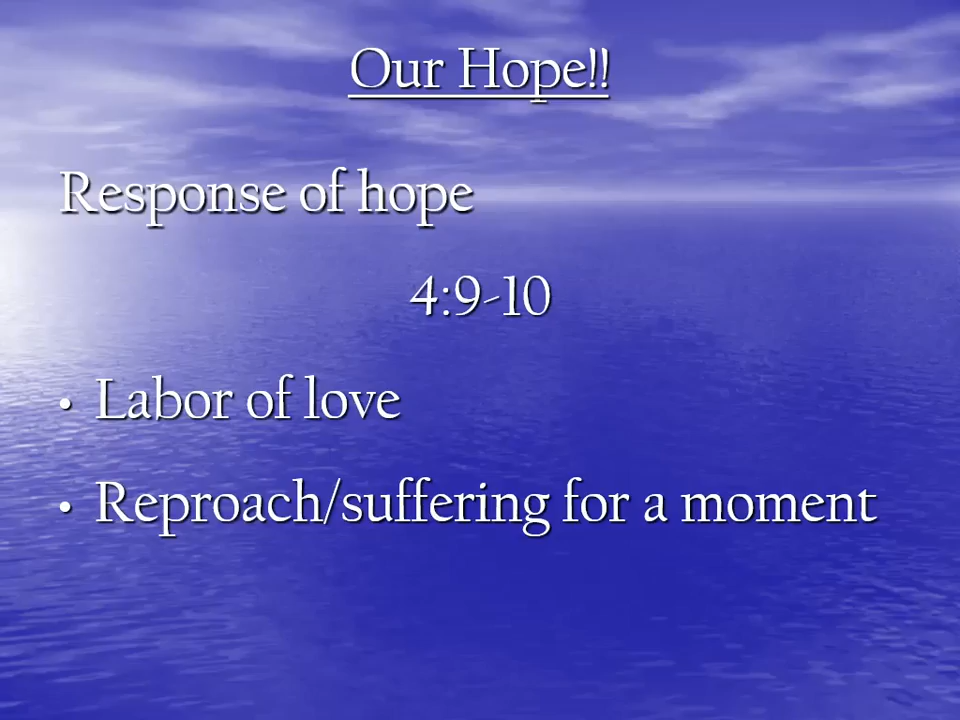 Our Hope!!
Response of hope
4:9-10
• Labor of love
• Reproach/suffering for a moment